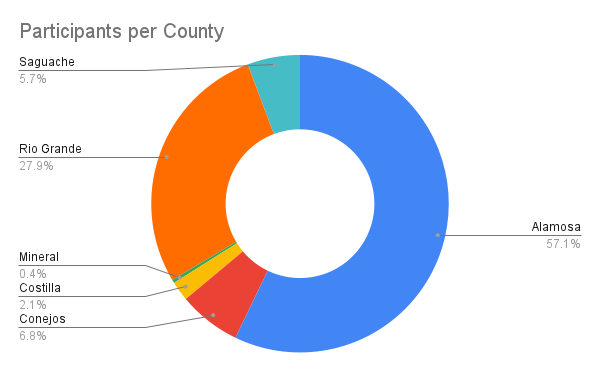 Participants per County
Saguache
5.7%
Rio Grande
27.9%
Alamosa
57.1%
Mineral
0.4%
Costilla
2.1%
Conejos
6.8%